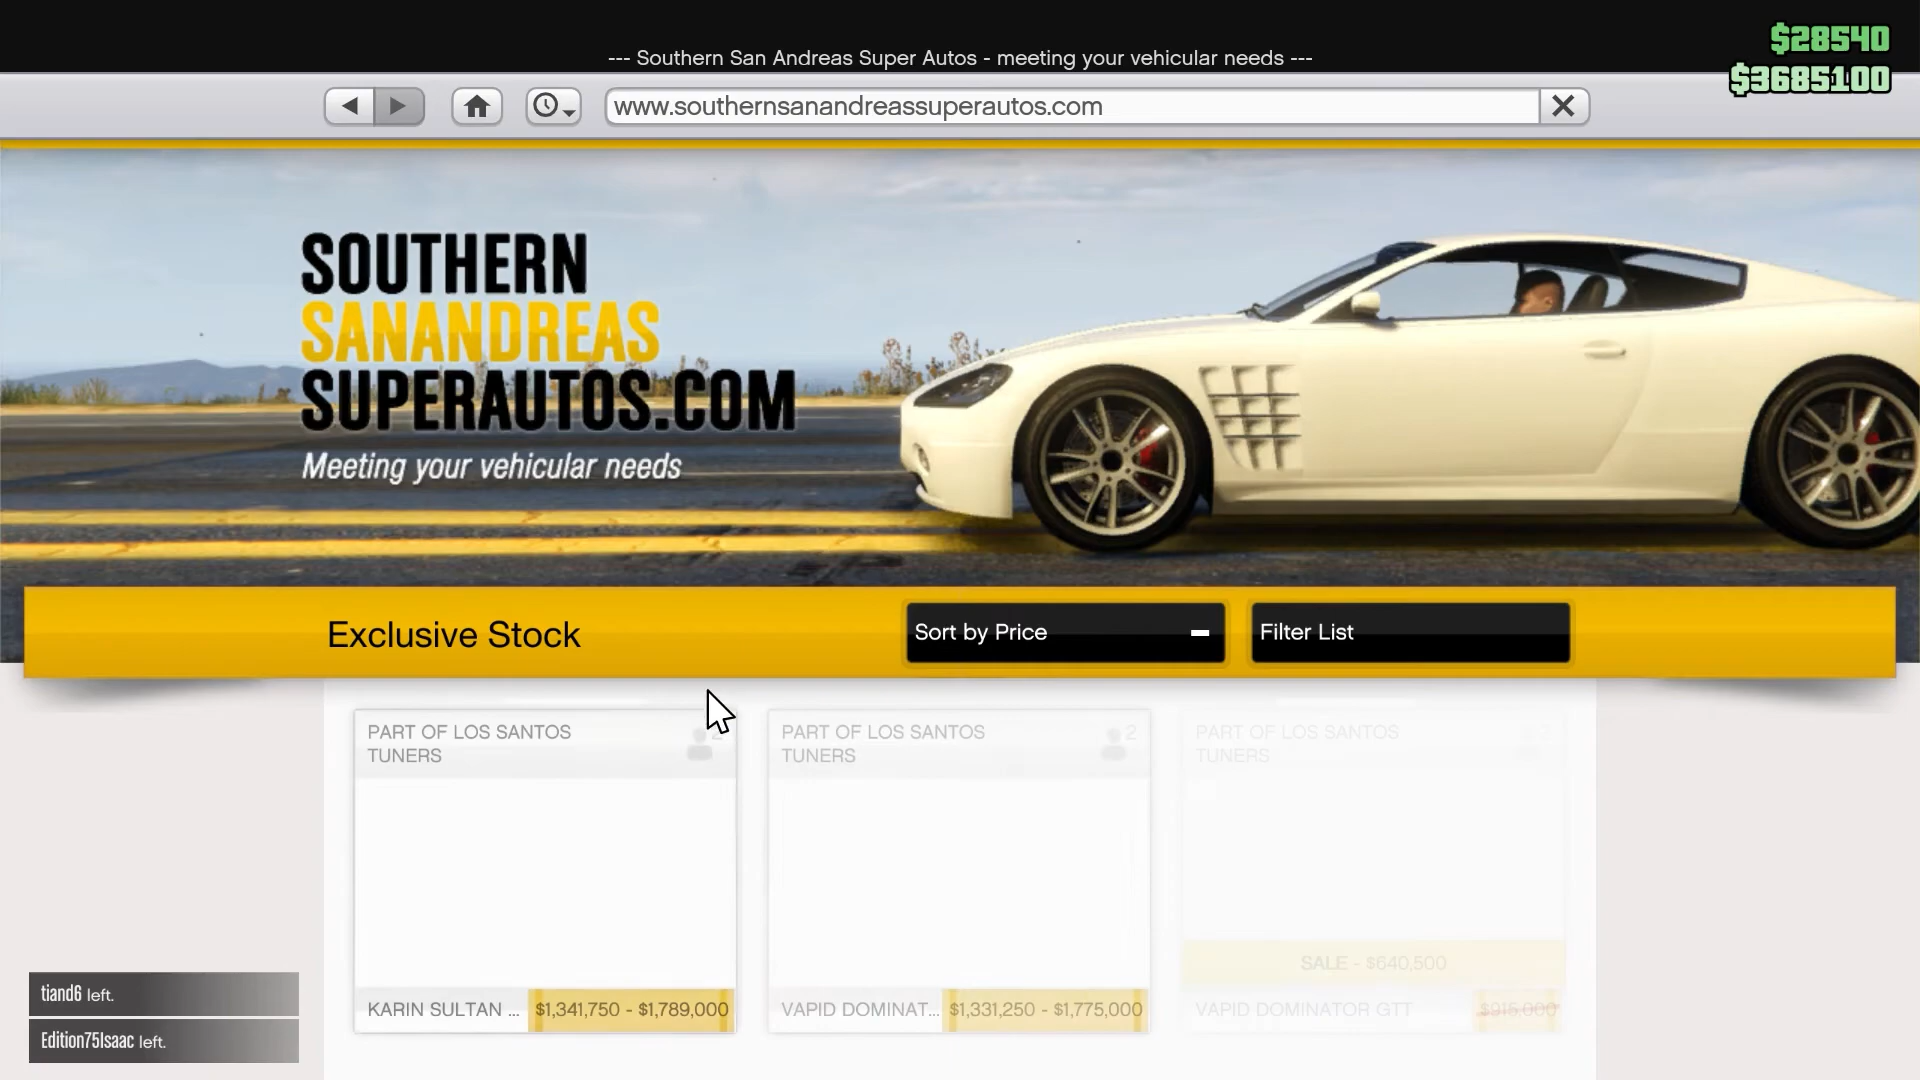 --- Southern San Andreas Super Autos - meeting your vehicular needs ---
$28540
$3685100
www.southernsanandreassuperautos.com
SOUTHERN
SANANDREAS
SUPERAUTOS.COM
Meeting your vehicular needs
Exclusive Stock
Sort by Price
Filter List
PART OF LOS SANTOS
TUNERS
2
PART OF LOS SANTOS
TUNERS
2
PART OF LOS SANTOS
TUNERS
SALE - $640,500
KARIN SULTAN ...
$1,341,750 - $1,789,000
VAPID DOMINAT...
$1,331,250 - $1,775,000
VAPID DOMINATOR GTT
$915,000
tiand6 left.
Edition75Isaac left.